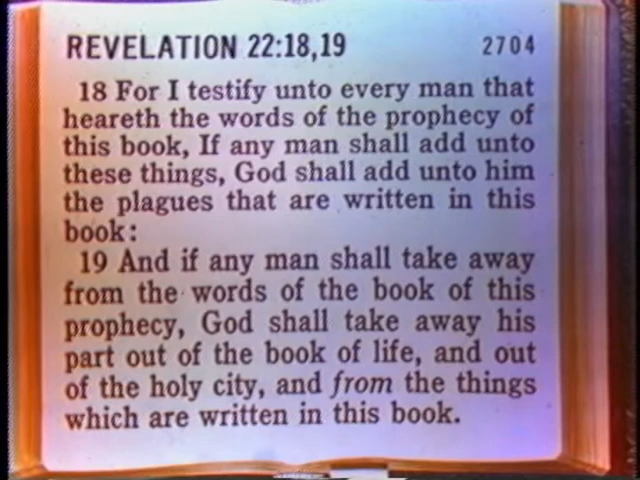 REVELATION 22:18,19 2704
18 For I testify unto every man that
heareth the words of the prophecy of
this book, If any man shall add unto
these things, God shall add unto him
the plagues that are written in this
book:
19 And if any man shall take away
from the words of the book of this
prophecy, God shall take away his
part out of the book of life, and out
of the holy city, and from the things
which are written in this book.